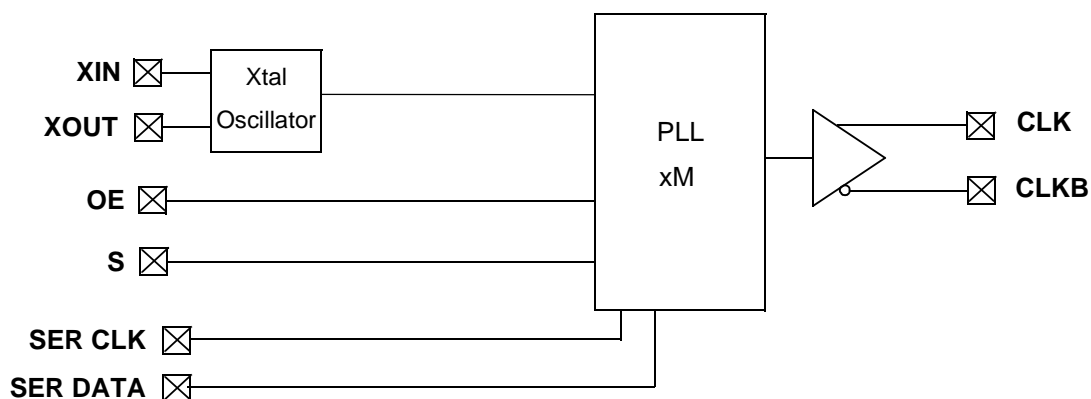 XIN
XOUT
Xtal
Oscillator
OE
S
SER CLK
SER DATA
PLL
xM
CLK
CLKB